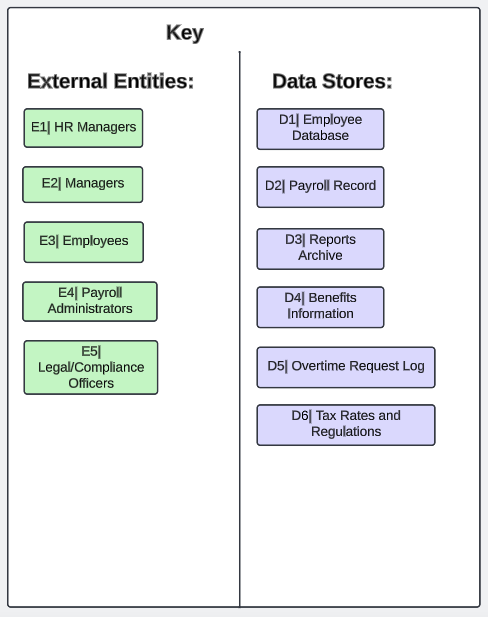 Key
External Entities:
E1| HR Managers
E2| Managers
E3| Employees
E4| Payroll
Administrators
E5|
Legal/Compliance
Officers
Data Stores:
D1| Employee
Database
D2| Payroll Record
D3| Reports
Archive
D4| Benefits
Information
D5| Overtime Request Log
D6| Tax Rates and
Regulations